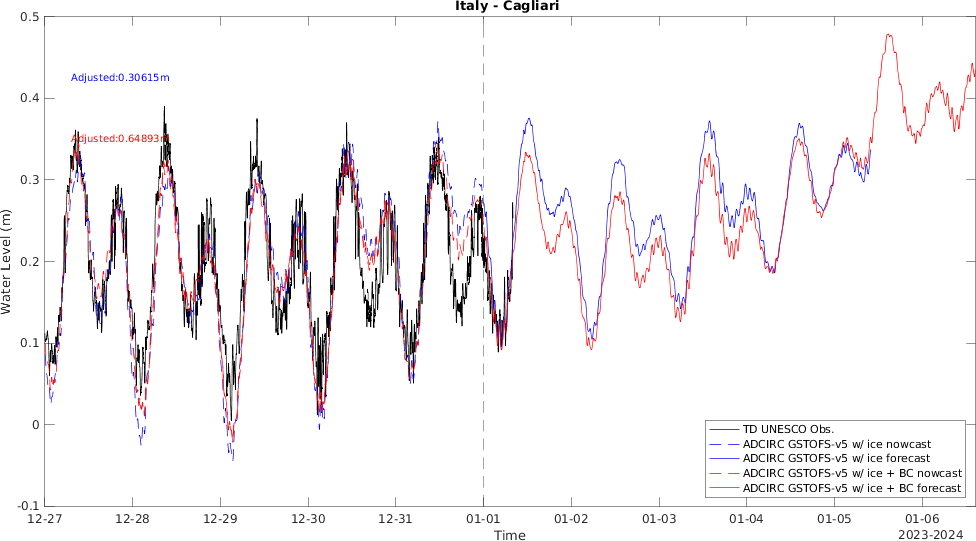 Italy - Cagliari
Water Level (m)
0.5
0.4
0.3
0.2
0.1
0
-0.1
Adjusted:0.30615m
Adjusted:0.64893m
TD UNESCO Obs.
ADCIRC GSTOFS-v5 w/ ice nowcast
ADCIRC GSTOFS-v5 w/ ice forecast
ADCIRC GSTOFS-v5 w/ ice + BC nowcast
ADCIRC GSTOFS-v5 w/ ice + BC forecast
12-27 12-28 12-29 12-30 12-31 01-01 01-02 01-03 01-04 01-05 01-06
Time
2023-2024